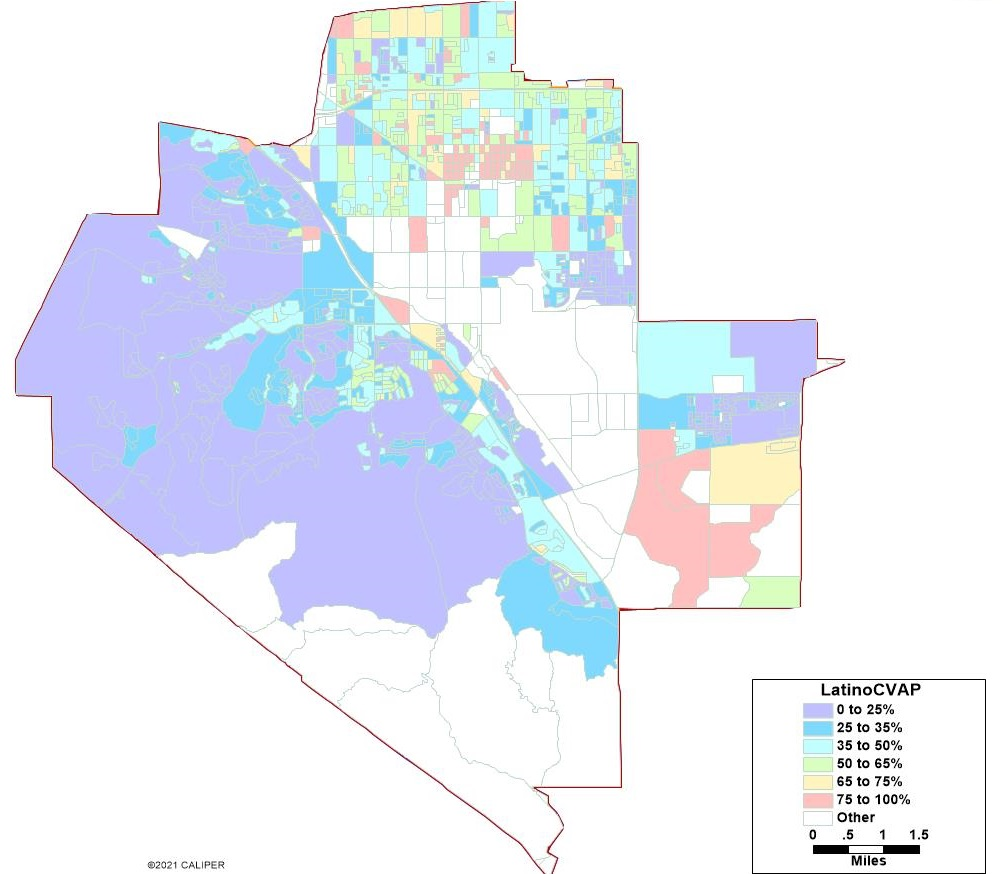 LatinoCVAP
0 to 25%
25 to 35%
35 to 50%
50 to 65%
65 to 75%
75 to 100%
Other
0 .5 1 1.5
Miles
©2021 CALIPER